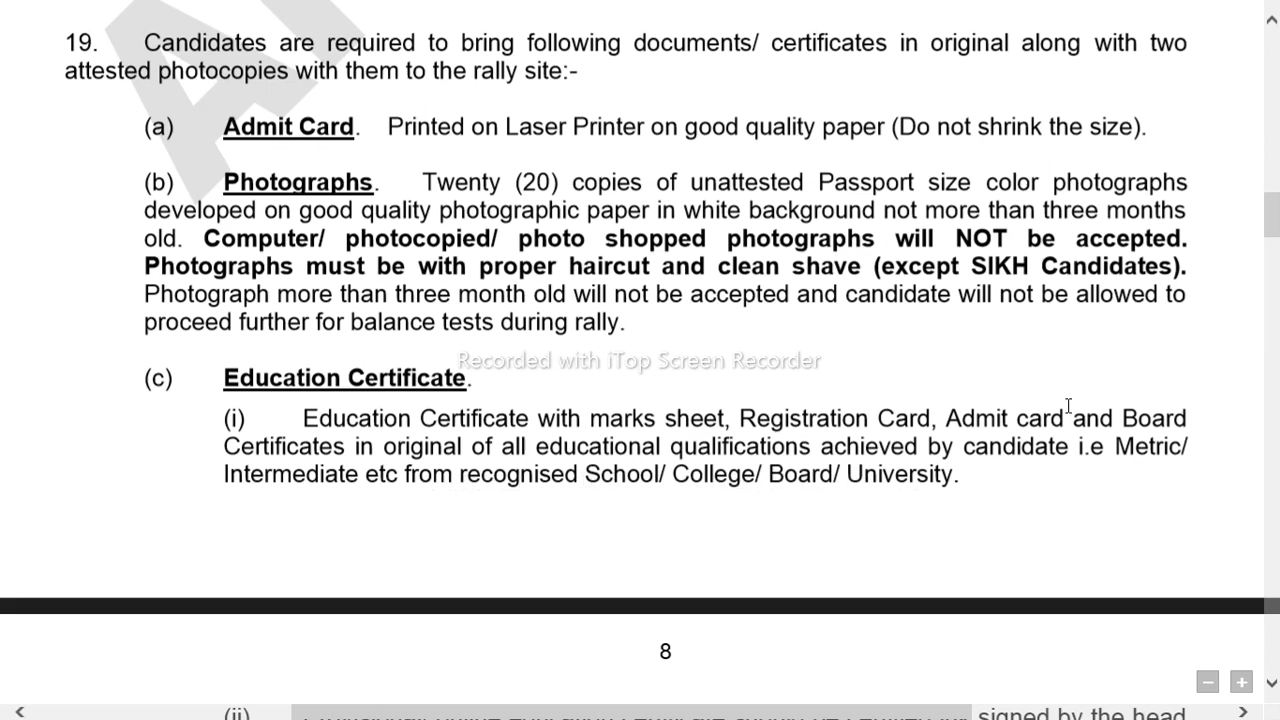 19. Candidates are required to bring following documents/ certificates in original along with two
attested photocopies with them to the rally site:-
(a) Admit Card. Printed on Laser Printer on good quality paper (Do not shrink the size).
(b) Photographs. Twenty (20) copies of unattested Passport size color photographs
developed on good quality photographic paper in white background not more than three months
old. Computer/ photocopied/ photo shopped photographs will NOT be accepted.
Photographs must be with proper haircut and clean shave (except SIKH Candidates).
Photograph more than three month old will not be accepted and candidate will not be allowed to
proceed further for balance tests during rally.
Recorded with iTop Screen Recorder
(c) Education Certificate.
(i) Education Certificate with marks sheet, Registration Card, Admit card and Board
Certificates in original of all educational qualifications achieved by candidate i.e Metric/
Intermediate etc from recognised School/ College/ Board/ University.
8
(ii) signed by the head